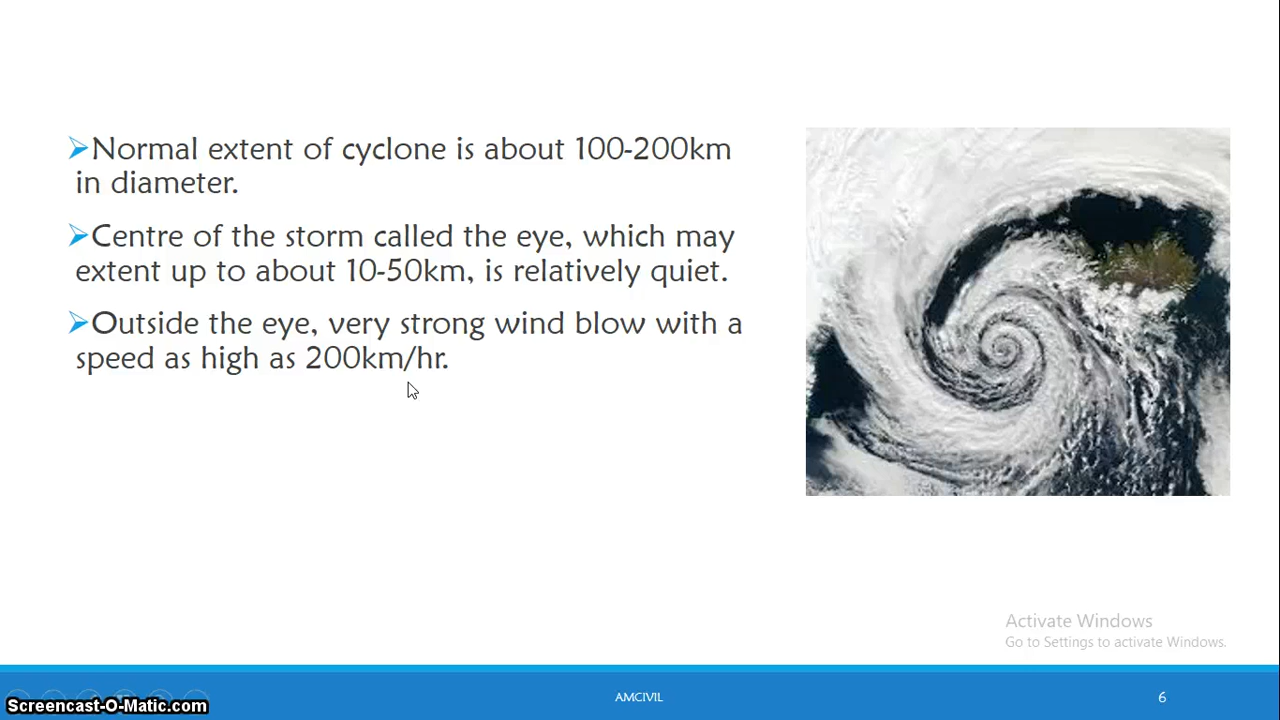 ➢Normal extent of cyclone is about 100-200km
in diameter.
➢Centre of the storm called the eye, which may
extent up to about 10-50km, is relatively quiet.
➢Outside the eye, very strong wind blow with a
speed as high as 200km/hr.
Activate Windows
Go to Settings to activate Windows.
Screencast-O-Matic.com
AMCIVIL
6